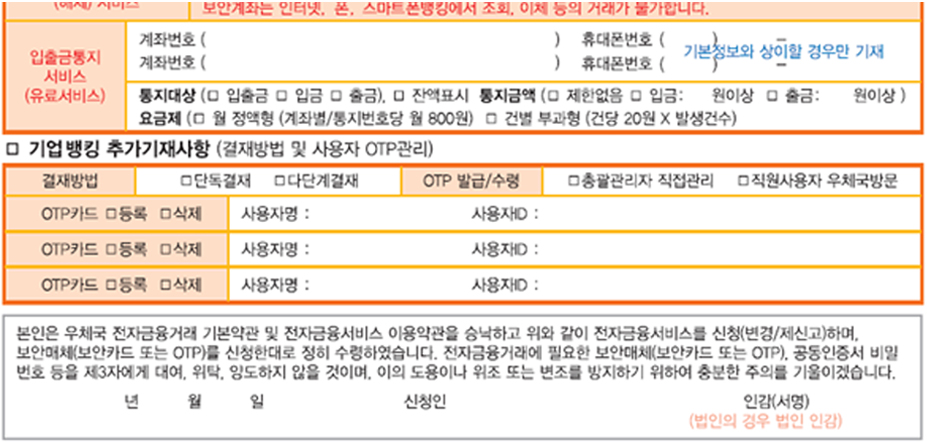 (해제) 서비스
보안계좌는 인터넷, 폰, 스마트폰뱅킹에서 조회, 이체 등의 거래가 불가합니다.
입출금통지
서비스
(유료서비스)
계좌번호 ( ) 휴대폰번호 ( ) –
계좌번호 ( ) 휴대폰번호 ( ) –
기본정보와 상이할 경우만 기재
통지대상 (□ 입출금 □ 입금 □ 출금), □ 잔액표시 통지금액 (□ 제한없음 □ 입금: 원이상 □ 출금: 원이상 )
요금제 (□ 월 정액형 (계좌별/통지번호당 월 800원) □ 건별 부과형 (건당 20원 X 발생건수)
□ 기업뱅킹 추가기재사항 (결재방법 및 사용자 OTP관리)
결재방법 □단독결재 □다단계결재 OTP 발급/수령 □총괄관리자 직접관리 □직원사용자 우체국방문
OTP카드 □등록 □삭제 사용자명 : 사용자ID :
OTP카드 □등록 □삭제 사용자명 : 사용자ID :
OTP카드 □등록 □삭제 사용자명 : 사용자ID :
본인은 우체국 전자금융거래 기본약관 및 전자금융서비스 이용약관을 승낙하고 위와 같이 전자금융서비스를 신청(변경/제신고)하며,
보안매체(보안카드 또는 OTP)를 신청한대로 정히 수령하였습니다. 전자금융거래에 필요한 보안매체(보안카드 또는 OTP), 공동인증서 비밀
번호 등을 제3자에게 대여, 위탁, 양도하지 않을 것이며, 이의 도용이나 위조 또는 변조를 방지하기 위하여 충분한 주의를 기울이겠습니다.
년 월 일 신청인 인감(서명)
(법인의 경우 법인 인감)